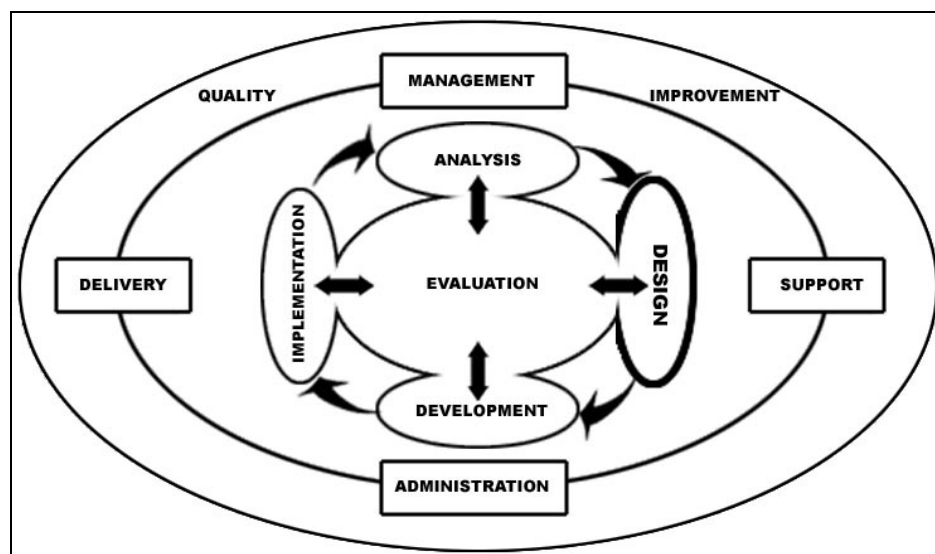 MANAGEMENT
QUALITY
IMPROVEMENT
ANALYSIS
IMPLEMENTATION
DESIGN
DELIVERY
EVALUATION
SUPPORT
DEVELOPMENT
ADMINISTRATION